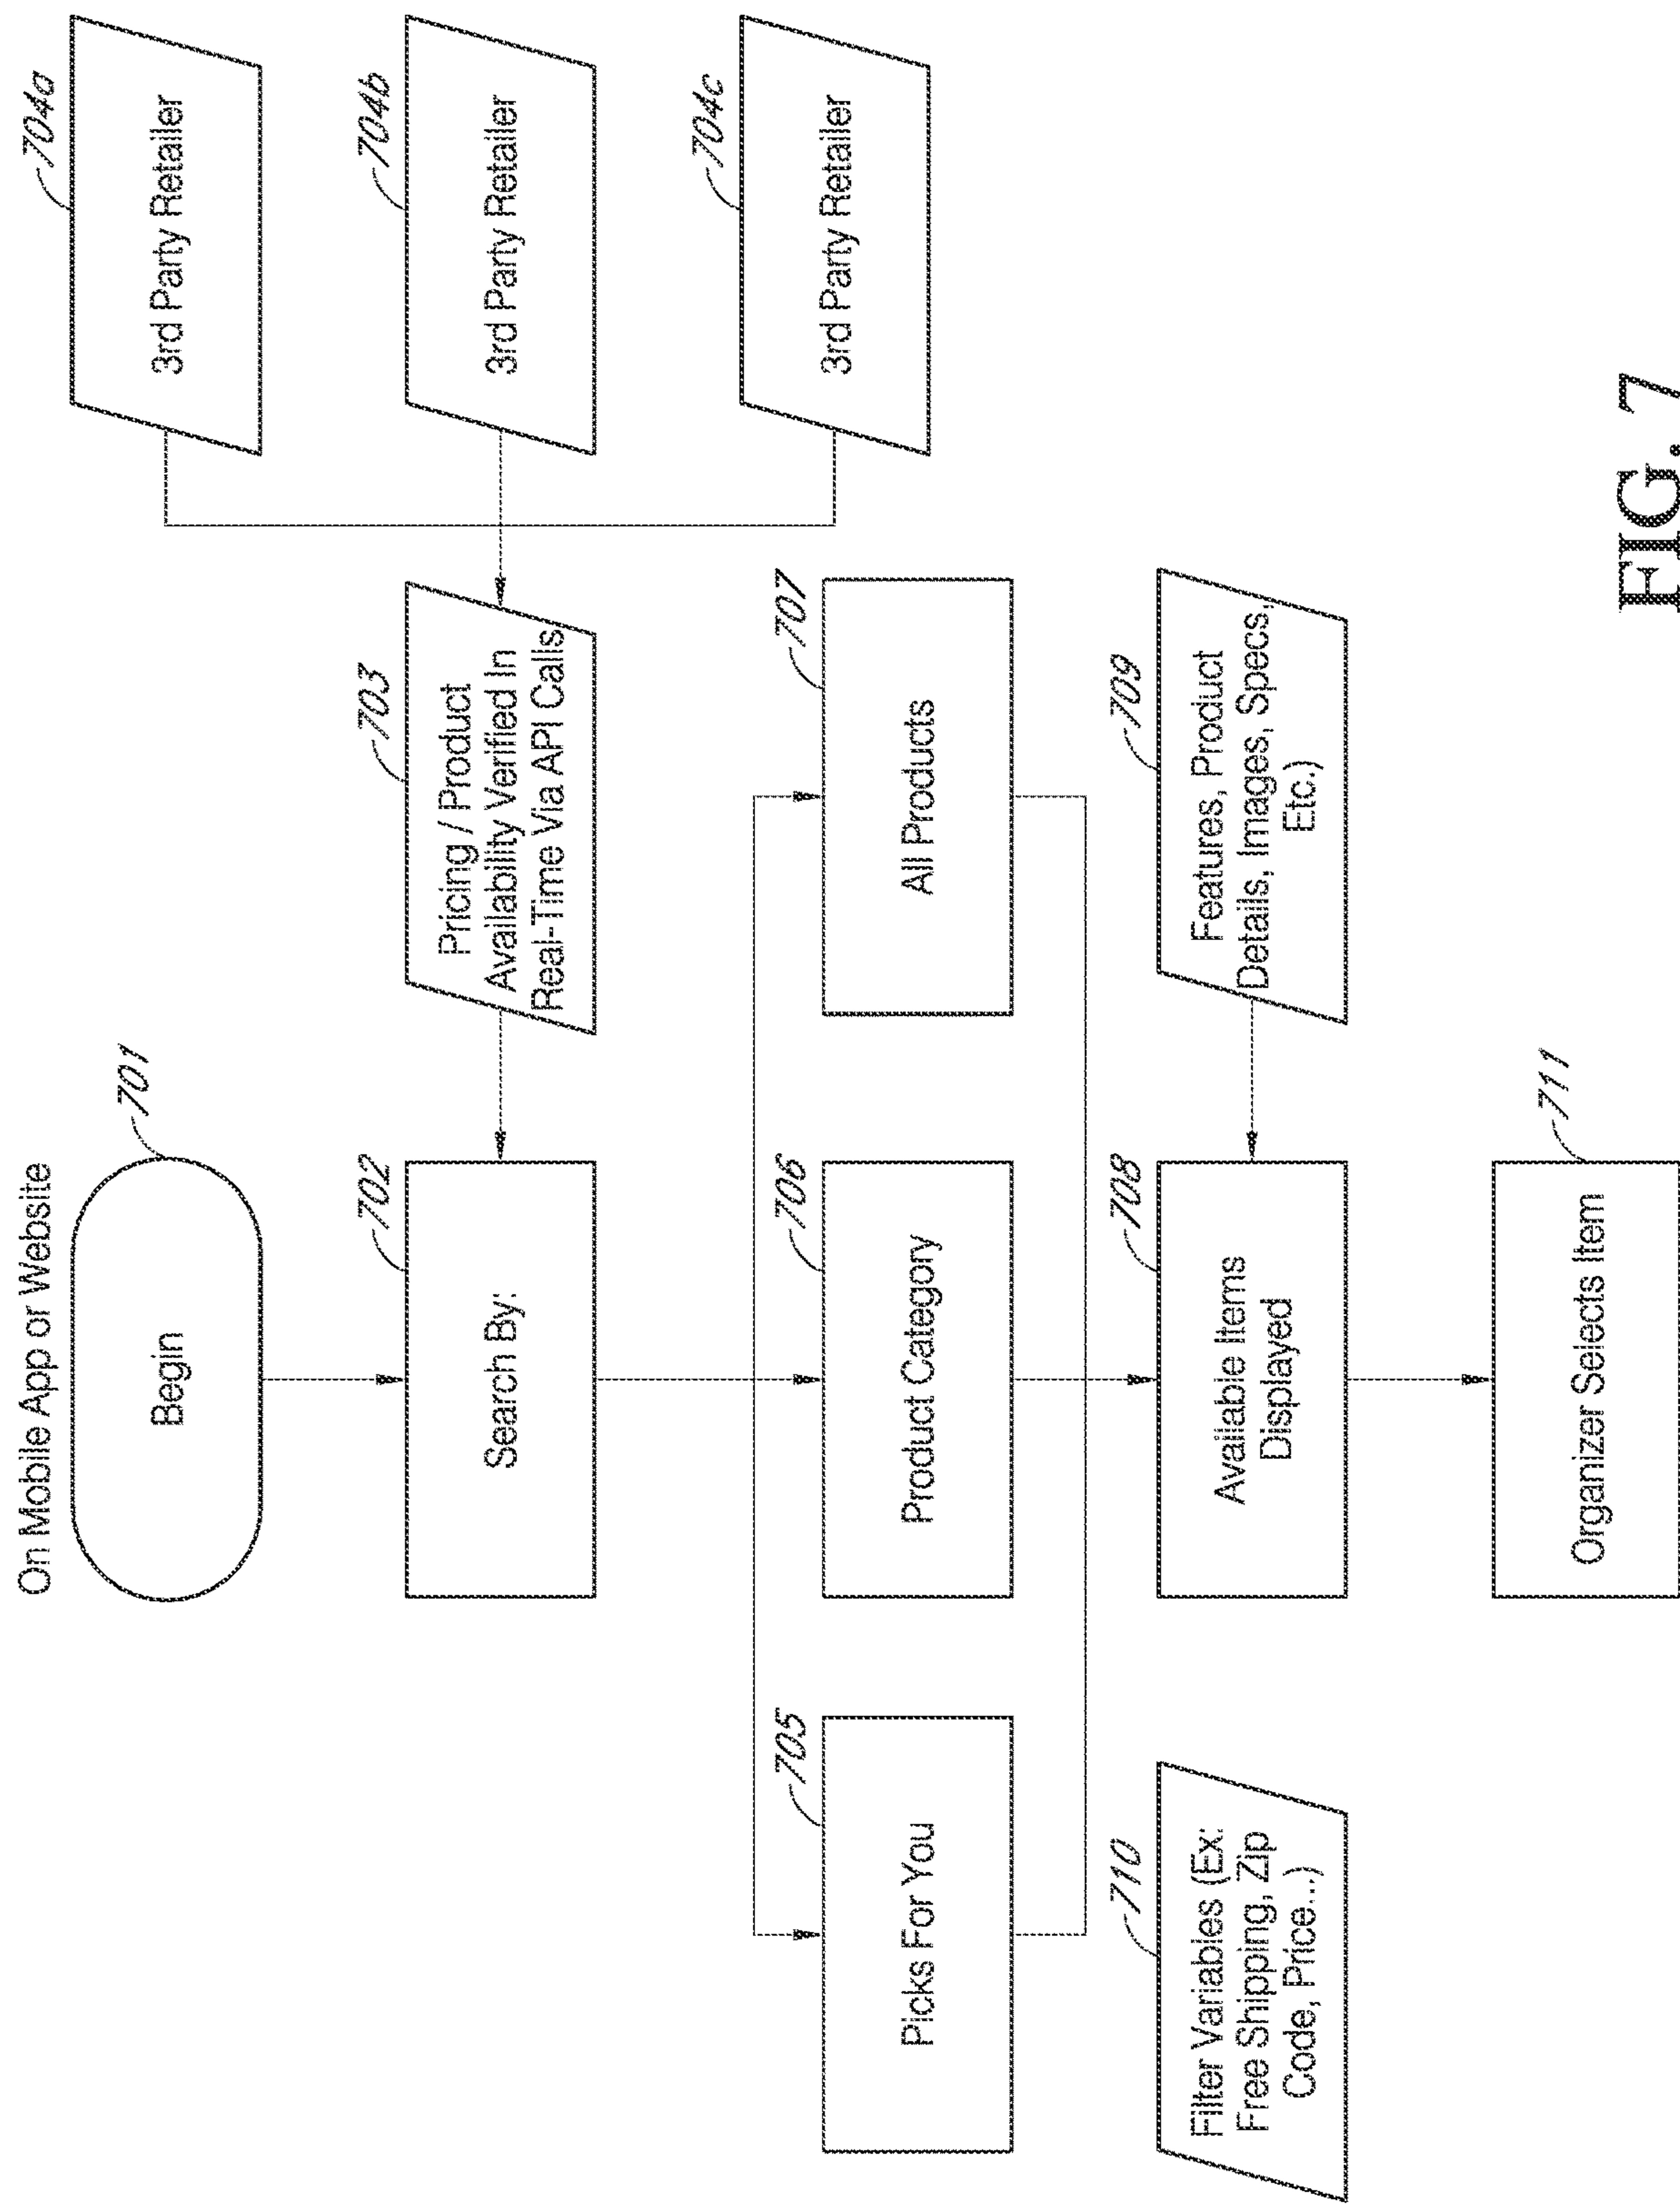 On Mobile App or Website
Begin
701
704a
3rd Party Retailer
Search By:
702
Pricing / Product
Availability Verified In
Real-Time Via API Calls
703
704b
3rd Party Retailer
704c
3rd Party Retailer
Picks For You
705
Product Category
706
All Products
707
Filter Variables (Ex:
Free Shipping, Zip
Code, Price...)
710
Available Items
Displayed
708
Features, Product
Details, Images, Specs,
Etc.)
709
Organizer Selects Item
711
FIG. 7